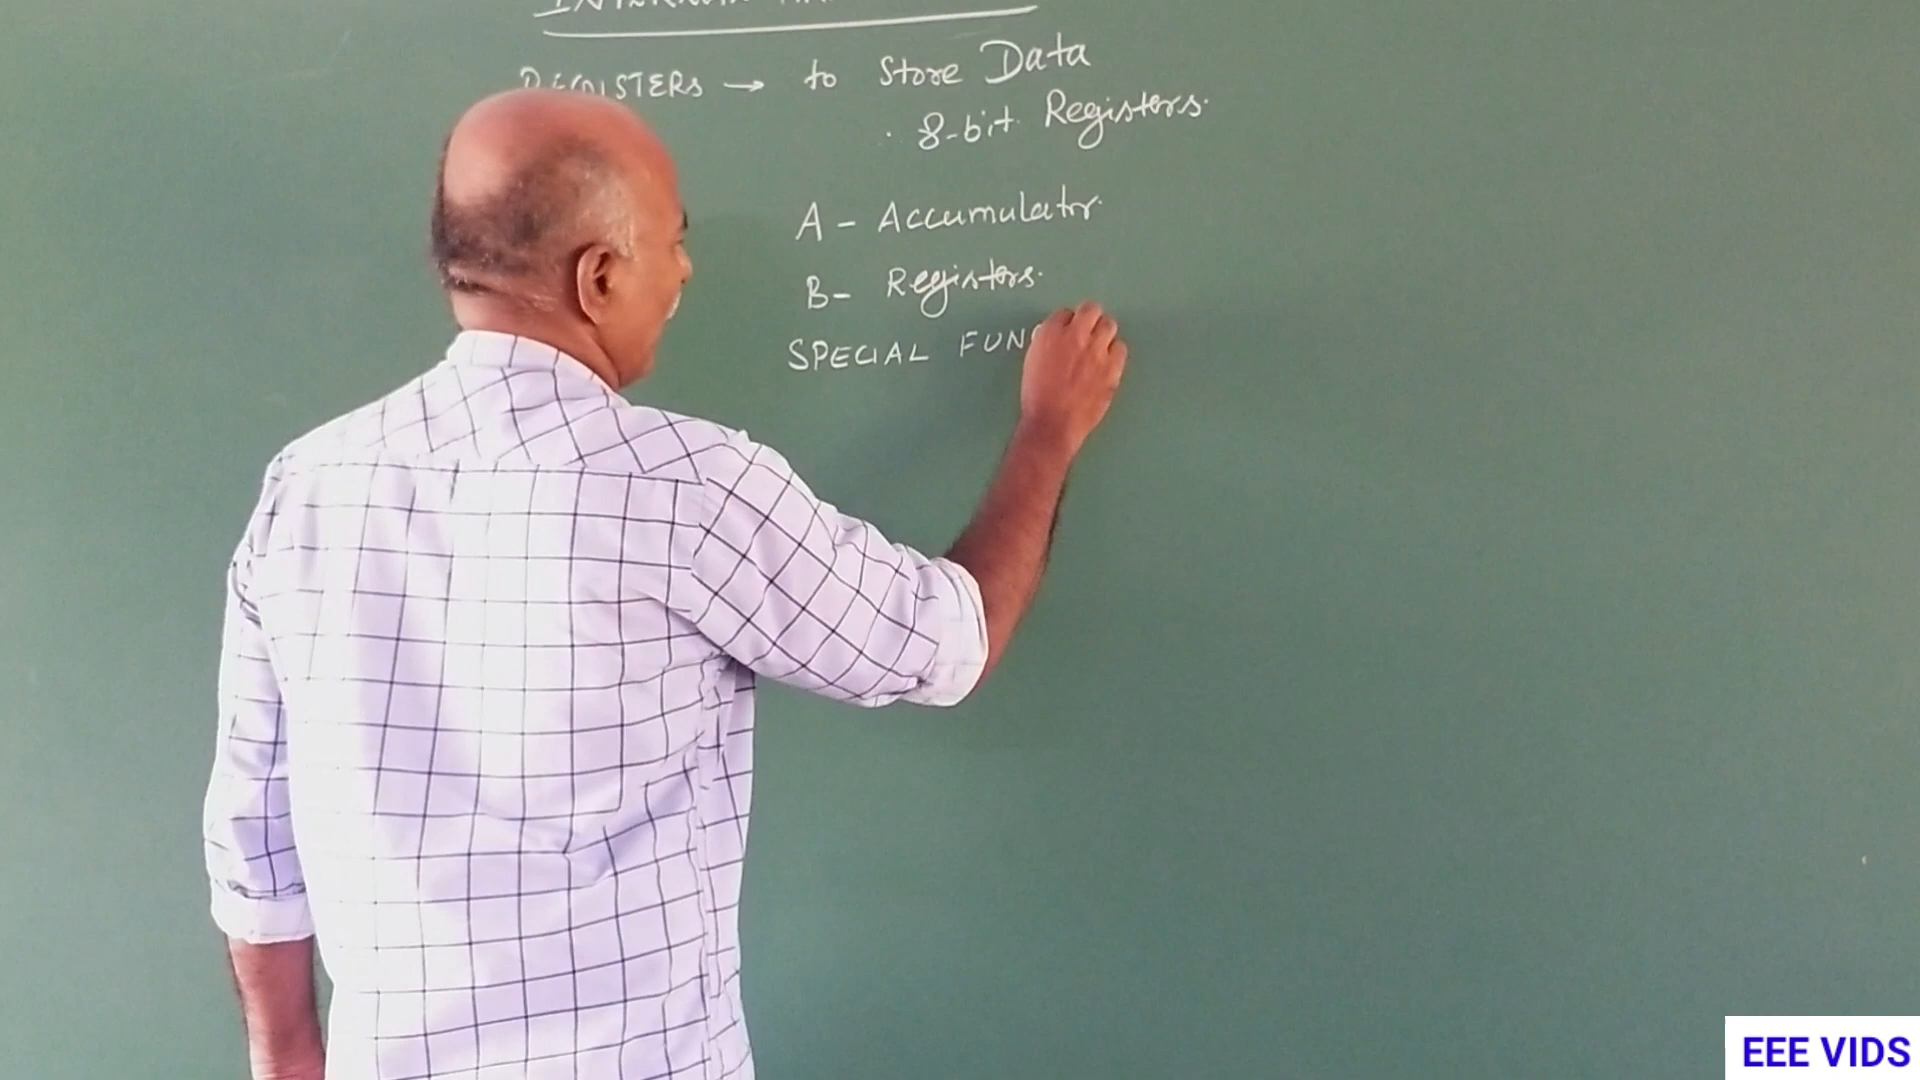 REGISTERS → to Store Data
· 8-bit Registers.
A - Accumulator.
B - Registers.
SPECIAL FUN
EEE VIDS